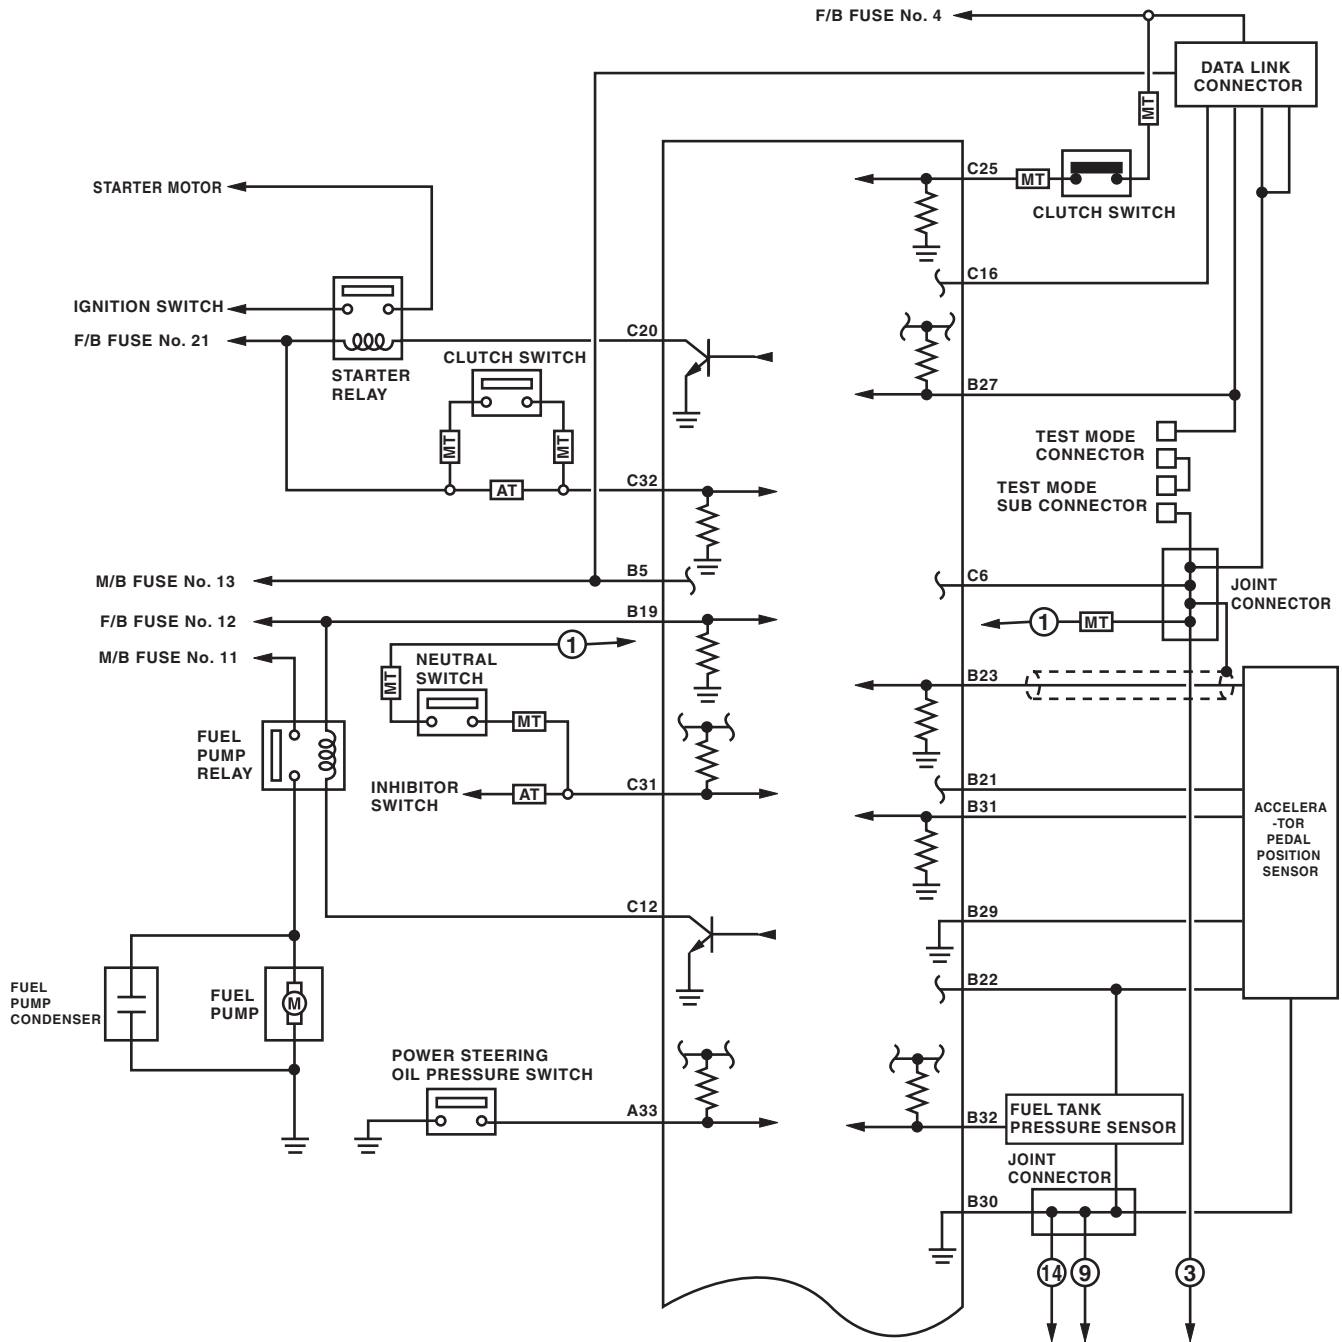 F/B FUSE No. 4
DATA LINK
CONNECTOR
MT
STARTER MOTOR
C25
MT
CLUTCH SWITCH
C16
IGNITION SWITCH
F/B FUSE No. 21
STARTER
RELAY
C20
CLUTCH SWITCH
MT
MT
AT
C32
B27
TEST MODE
CONNECTOR
TEST MODE
SUB CONNECTOR
M/B FUSE No. 13
B5
C6
JOINT
CONNECTOR
F/B FUSE No. 12
B19
1
MT
M/B FUSE No. 11
1
MT
NEUTRAL
SWITCH
MT
B23
FUEL
PUMP
RELAY
INHIBITOR
SWITCH
AT
C31
B21
B31
ACCELERA
-TOR
PEDAL
POSITION
SENSOR
C12
B29
B22
FUEL
PUMP
CONDENSER
FUEL
PUMP
M
POWER STEERING
OIL PRESSURE SWITCH
A33
B32
FUEL TANK
PRESSURE SENSOR
JOINT
CONNECTOR
B30
14
9
3